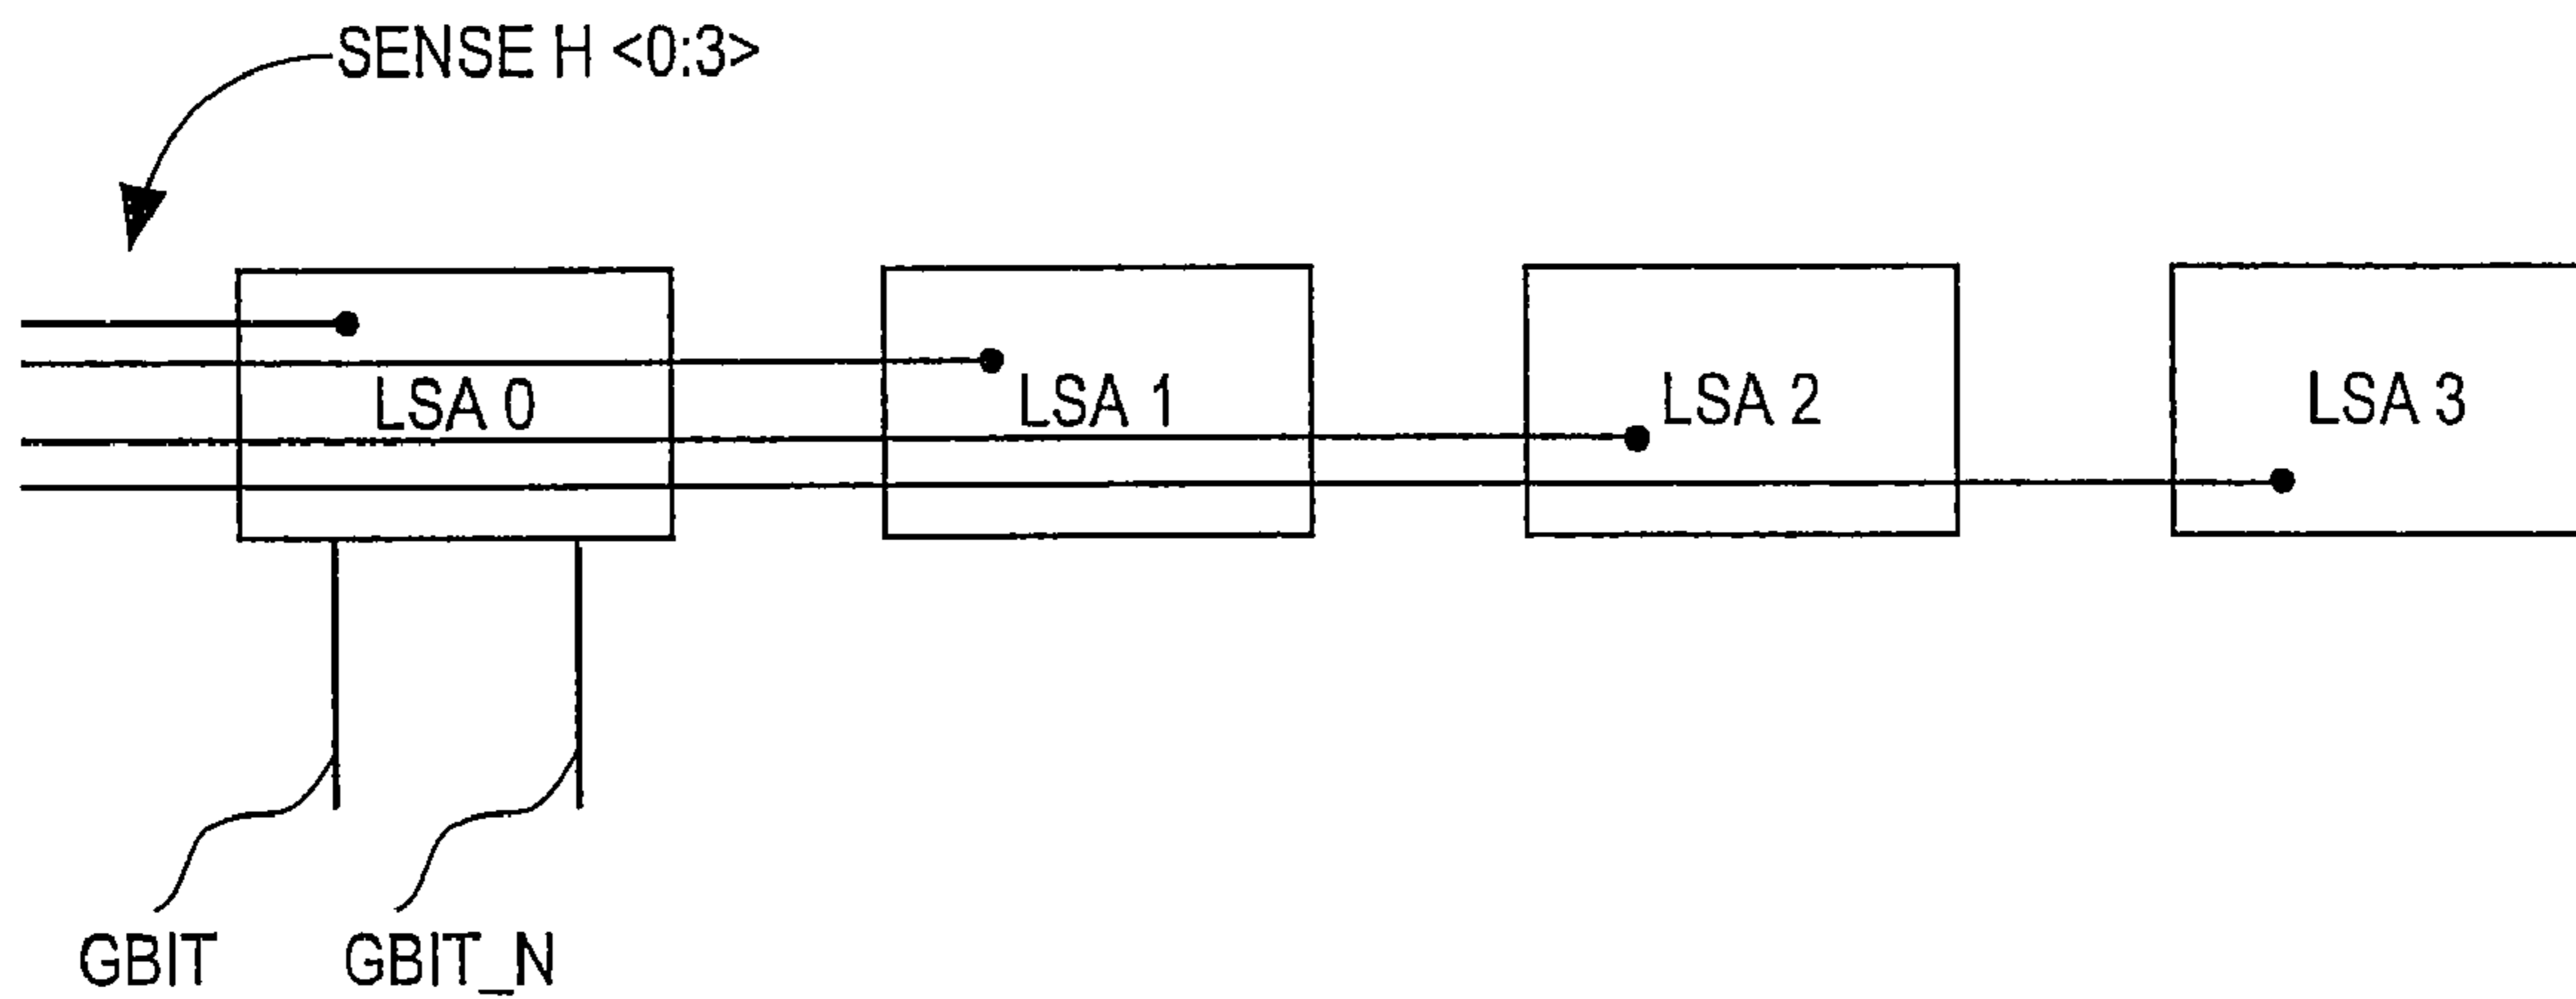 SENSE H <0:3>
LSA 0
LSA 1
LSA 2
LSA 3
GBIT
GBIT_N